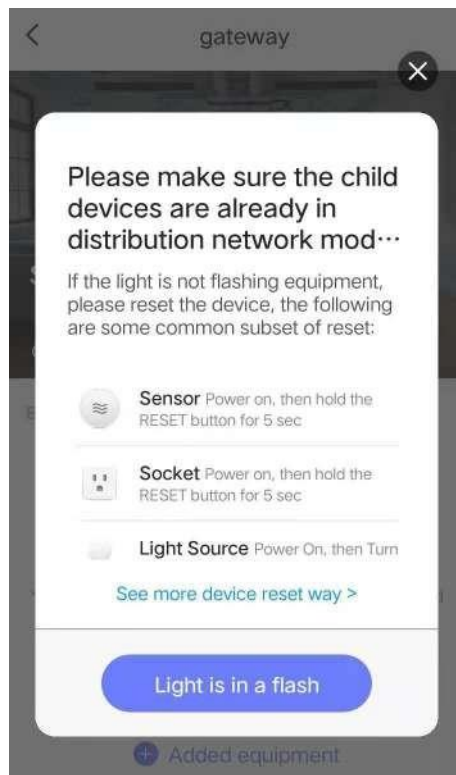 gateway
Please make sure the child
devices are already in
distribution network mod···
If the light is not flashing equipment,
please reset the device, the following
are some common subset of reset:
Sensor Power on, then hold the
RESET button for 5 sec
Socket Power on, then hold the
RESET button for 5 sec
Light Source Power On, then Turn
See more device reset way >
Light is in a flash
Added equipment